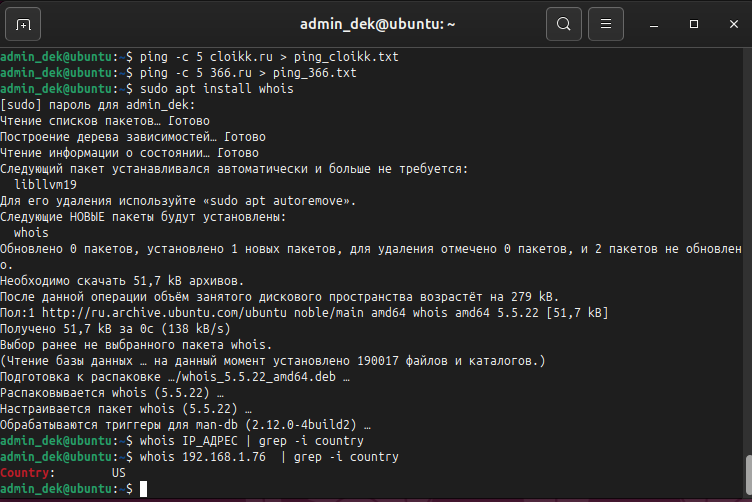 admin_dek@ubuntu: ~
admin_dek@ubuntu:~$ ping -c 5 cloikk.ru > ping_cloikk.txt
admin_dek@ubuntu:~$ ping -c 5 366.ru > ping_366.txt
admin_dek@ubuntu:~$ sudo apt install whois
[sudo] пароль для admin_dek:
Чтение списков пакетов… Готово
Построение дерева зависимостей… Готово
Чтение информации о состоянии… Готово
Следующий пакет устанавливался автоматически и больше не требуется:
  libllvm19
Для его удаления используйте «sudo apt autoremove».
Следующие НОВЫЕ пакеты будут установлены:
  whois
Обновлено 0 пакетов, установлено 1 новых пакетов, для удаления отмечено 0 пакетов, и 2 пакетов не обновлен
о.
Необходимо скачать 51,7 kB архивов.
После данной операции объём занятого дискового пространства возрастёт на 279 kB.
Пол:1 http://ru.archive.ubuntu.com/ubuntu noble/main amd64 whois amd64 5.5.22 [51,7 kB]
Получено 51,7 kB за 0с (138 kB/s)
Выбор ранее не выбранного пакета whois.
(Чтение базы данных … на данный момент установлено 190017 файлов и каталогов.)
Подготовка к распаковке …/whois_5.5.22_amd64.deb …
Распаковывается whois (5.5.22) …
Настраивается пакет whois (5.5.22) …
Обрабатываются триггеры для man-db (2.12.0-4build2) …
admin_dek@ubuntu:~$ whois IP_АДРЕС | grep -i country
admin_dek@ubuntu:~$ whois 192.168.1.76  | grep -i country
Country:        US
admin_dek@ubuntu:~$